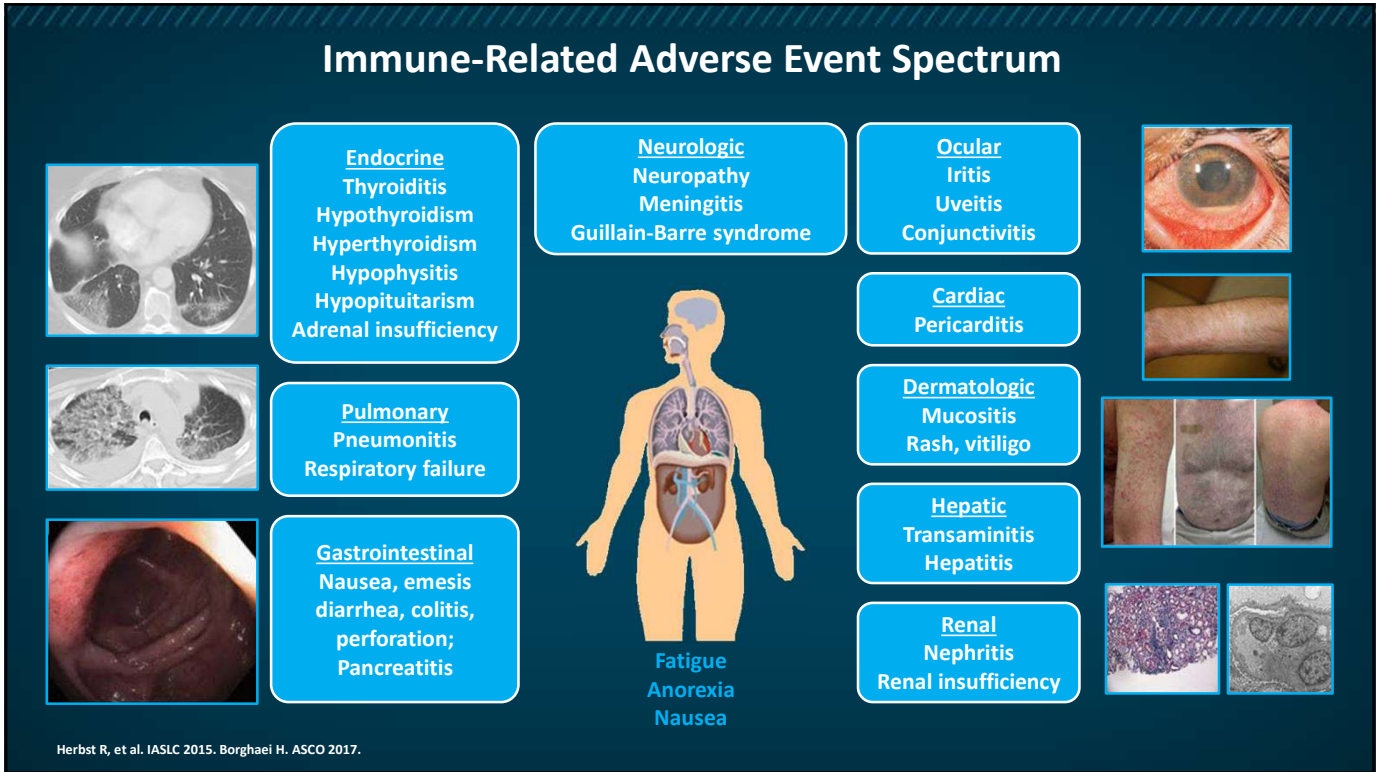 Immune-Related Adverse Event Spectrum
Endocrine
Thyroiditis
Hypothyroidism
Hyperthyroidism
Hypophysitis
Hypopituitarism
Adrenal insufficiency
Pulmonary
Pneumonitis
Respiratory failure
Gastrointestinal
Nausea, emesis
diarrhea, colitis,
perforation;
Pancreatitis
Neurologic
Neuropathy
Meningitis
Guillain-Barre syndrome
Fatigue
Anorexia
Nausea
Ocular
Iritis
Uveitis
Conjunctivitis
Cardiac
Pericarditis
Dermatologic
Mucositis
Rash, vitiligo
Hepatic
Transaminitis
Hepatitis
Renal
Nephritis
Renal insufficiency
Herbst R, et al. IASLC 2015. Borghaei H. ASCO 2017.